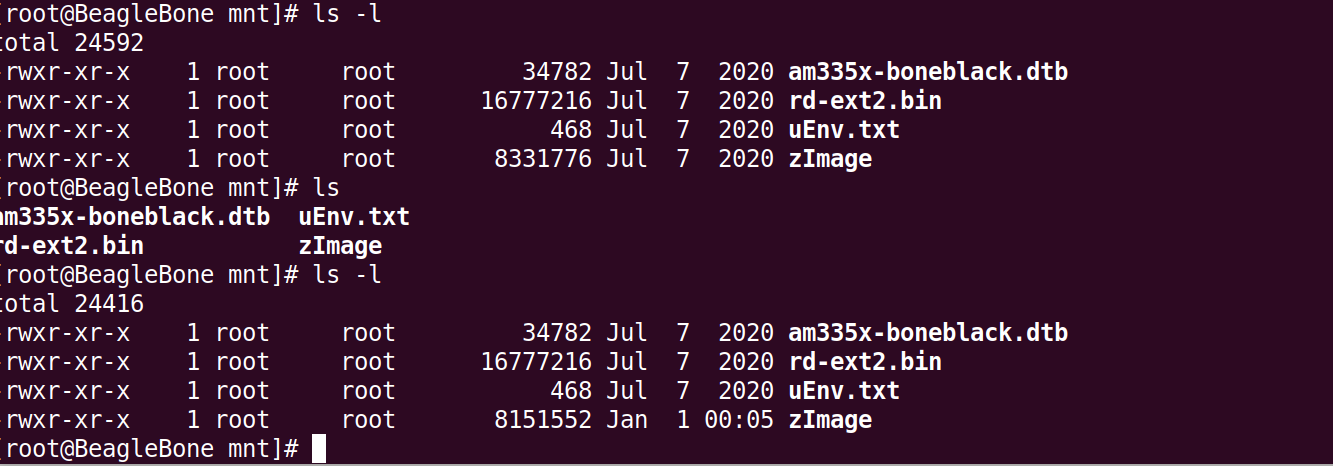 [root@BeagleBone mnt]# ls -l
total 24592
-rwxr-xr-x    1 root     root         34782 Jul  7  2020 am335x-boneblack.dtb
-rwxr-xr-x    1 root     root      16777216 Jul  7  2020 rd-ext2.bin
-rwxr-xr-x    1 root     root           468 Jul  7  2020 uEnv.txt
-rwxr-xr-x    1 root     root       8331776 Jul  7  2020 zImage
[root@BeagleBone mnt]# ls
am335x-boneblack.dtb  uEnv.txt
rd-ext2.bin           zImage
[root@BeagleBone mnt]# ls -l
total 24416
-rwxr-xr-x    1 root     root         34782 Jul  7  2020 am335x-boneblack.dtb
-rwxr-xr-x    1 root     root      16777216 Jul  7  2020 rd-ext2.bin
-rwxr-xr-x    1 root     root           468 Jul  7  2020 uEnv.txt
-rwxr-xr-x    1 root     root       8151552 Jan  1 00:05 zImage
[root@BeagleBone mnt]#